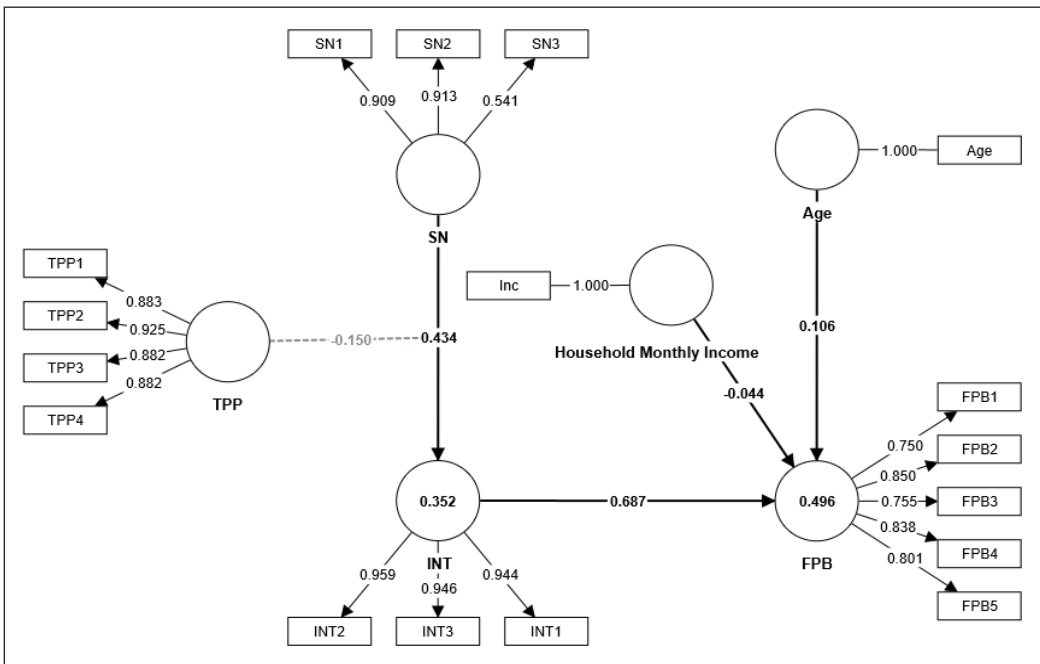 SN1
SN2
SN3
0.909
0.913
0.541
SN
Age
1.000
Age
TPP1
TPP2
TPP3
TPP4
0.883
0.925
0.882
0.882
TPP
-0.150
0.434
Inc
1.000
Household Monthly Income
0.106
-0.044
0.352
INT
0.687
0.496
FPB
0.959
0.946
0.944
INT2
INT3
INT1
0.750
0.850
0.755
0.838
0.801
FPB1
FPB2
FPB3
FPB4
FPB5